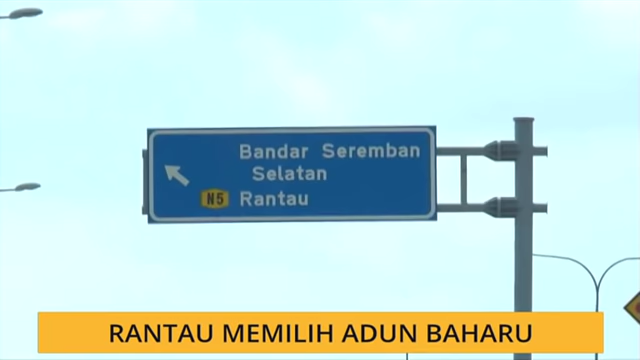 Bandar Seremban
Selatan
N5 Rantau
RANTAU MEMILIH ADUN BAHARU